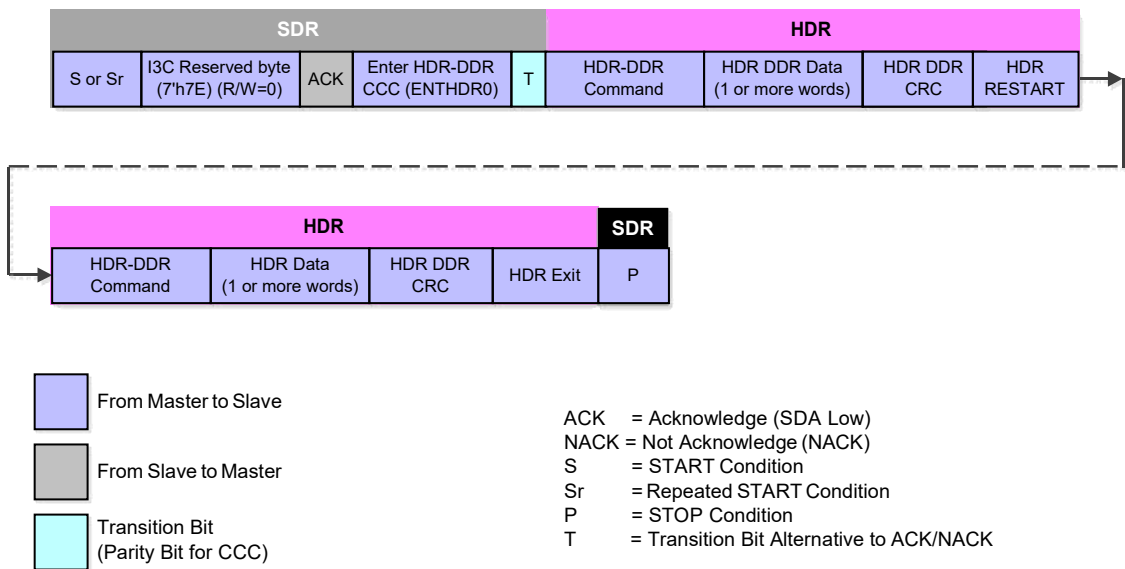 SDR
HDR
S or Sr
I3C Reserved byte
(7'h7E) (R/W=0)
ACK
Enter HDR-DDR
CCC (ENTHDR0)
T
HDR-DDR
Command
HDR DDR Data
(1 or more words)
HDR DDR
CRC
HDR
RESTART
HDR
SDR
HDR-DDR
Command
HDR Data
(1 or more words)
HDR DDR
CRC
HDR Exit
P
From Master to Slave
From Slave to Master
Transition Bit
(Parity Bit for CCC)
ACK = Acknowledge (SDA Low)
NACK = Not Acknowledge (NACK)
S = START Condition
Sr = Repeated START Condition
P = STOP Condition
T = Transition Bit Alternative to ACK/NACK